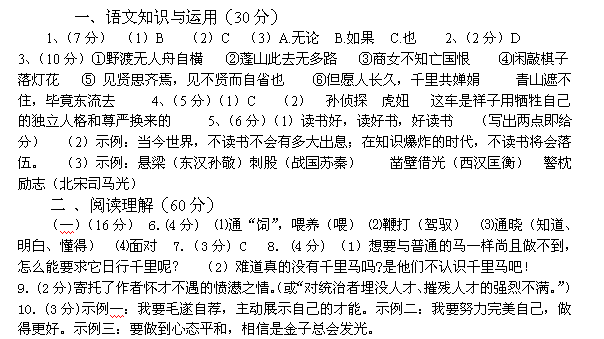 一、语文知识与运用（30 分）
1、（7 分）（1）B （2）C （3）A.无论 B.如果 C.也 2、（2 分）D
3、（10 分）①野渡无人舟自横 ②蓬山此去无多路 ③商女不知亡国恨 ④闲敲棋子
落灯花 ⑤ 见贤思齐焉，见不贤而自省也 ⑥但愿人长久，千里共婵娟 青山遮不
住，毕竟东流去 4、（5 分）（1）C （2） 孙侦探 虎妞 这车是祥子用牺牲自己
的独立人格和尊严换来的 5、（6 分）（1）读书好，读好书，好读书 （写出两点即给
分） （2）示例：当今世界，不读书不会有多大出息；在知识爆炸的时代，不读书将会落
伍。 （3）示例：悬梁（东汉孙敬）刺股（战国苏秦） 凿壁借光（西汉匡衡） 警枕
励志（北宋司马光）
二 、阅读理解（60 分）
（一）（16 分） 6.（4 分） ⑴通“饲”，喂养（喂） ⑵鞭打（驾驭） ⑶通晓（知道、
明白、懂得） ⑷面对 7.（3 分）C 8.（4 分）（1）想要与普通的马一样尚且做不到，
怎么能要求它日行千里呢？ （2）难道真的没有千里马吗?是他们不认识千里马吧！
9.（2 分）寄托了作者怀才不遇的愤懑之情。（或“对统治者埋没人才、摧残人才的强烈不满。”）
10.（3 分）示例一：我要毛遂自荐，主动展示自己的才能。示例二：我要努力完美自己，做
得更好。示例三：要做到心态平和，相信是金子总会发光。